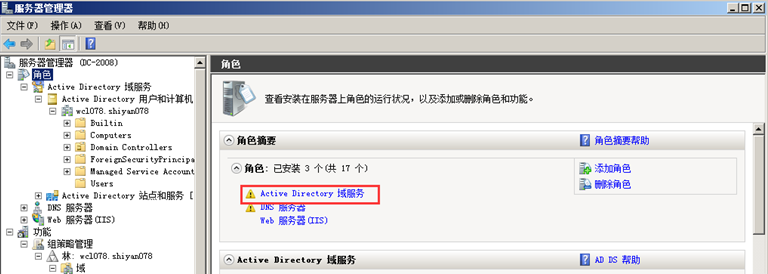 服务器管理器
文件(F) 操作(A) 查看(V) 帮助(H)
服务器管理器 (DC-2008)
角色
Active Directory 域服务
Active Directory 用户和计算机
wcl078.shiyan078
Builtin
Computers
Domain Controllers
ForeignSecurityPrincipa
Managed Service Account
Users
Active Directory 站点和服务 [
DNS 服务器
Web 服务器(IIS)
功能
组策略管理
林: wcl078.shiyan078
域
角色
查看安装在服务器上角色的运行状况，以及添加或删除角色和功能。
角色摘要
角色摘要帮助
角色: 已安装 3 个(共 17 个)
添加角色
Active Directory 域服务
删除角色
DNS 服务器
Web 服务器(IIS)
Active Directory 域服务
AD DS 帮助